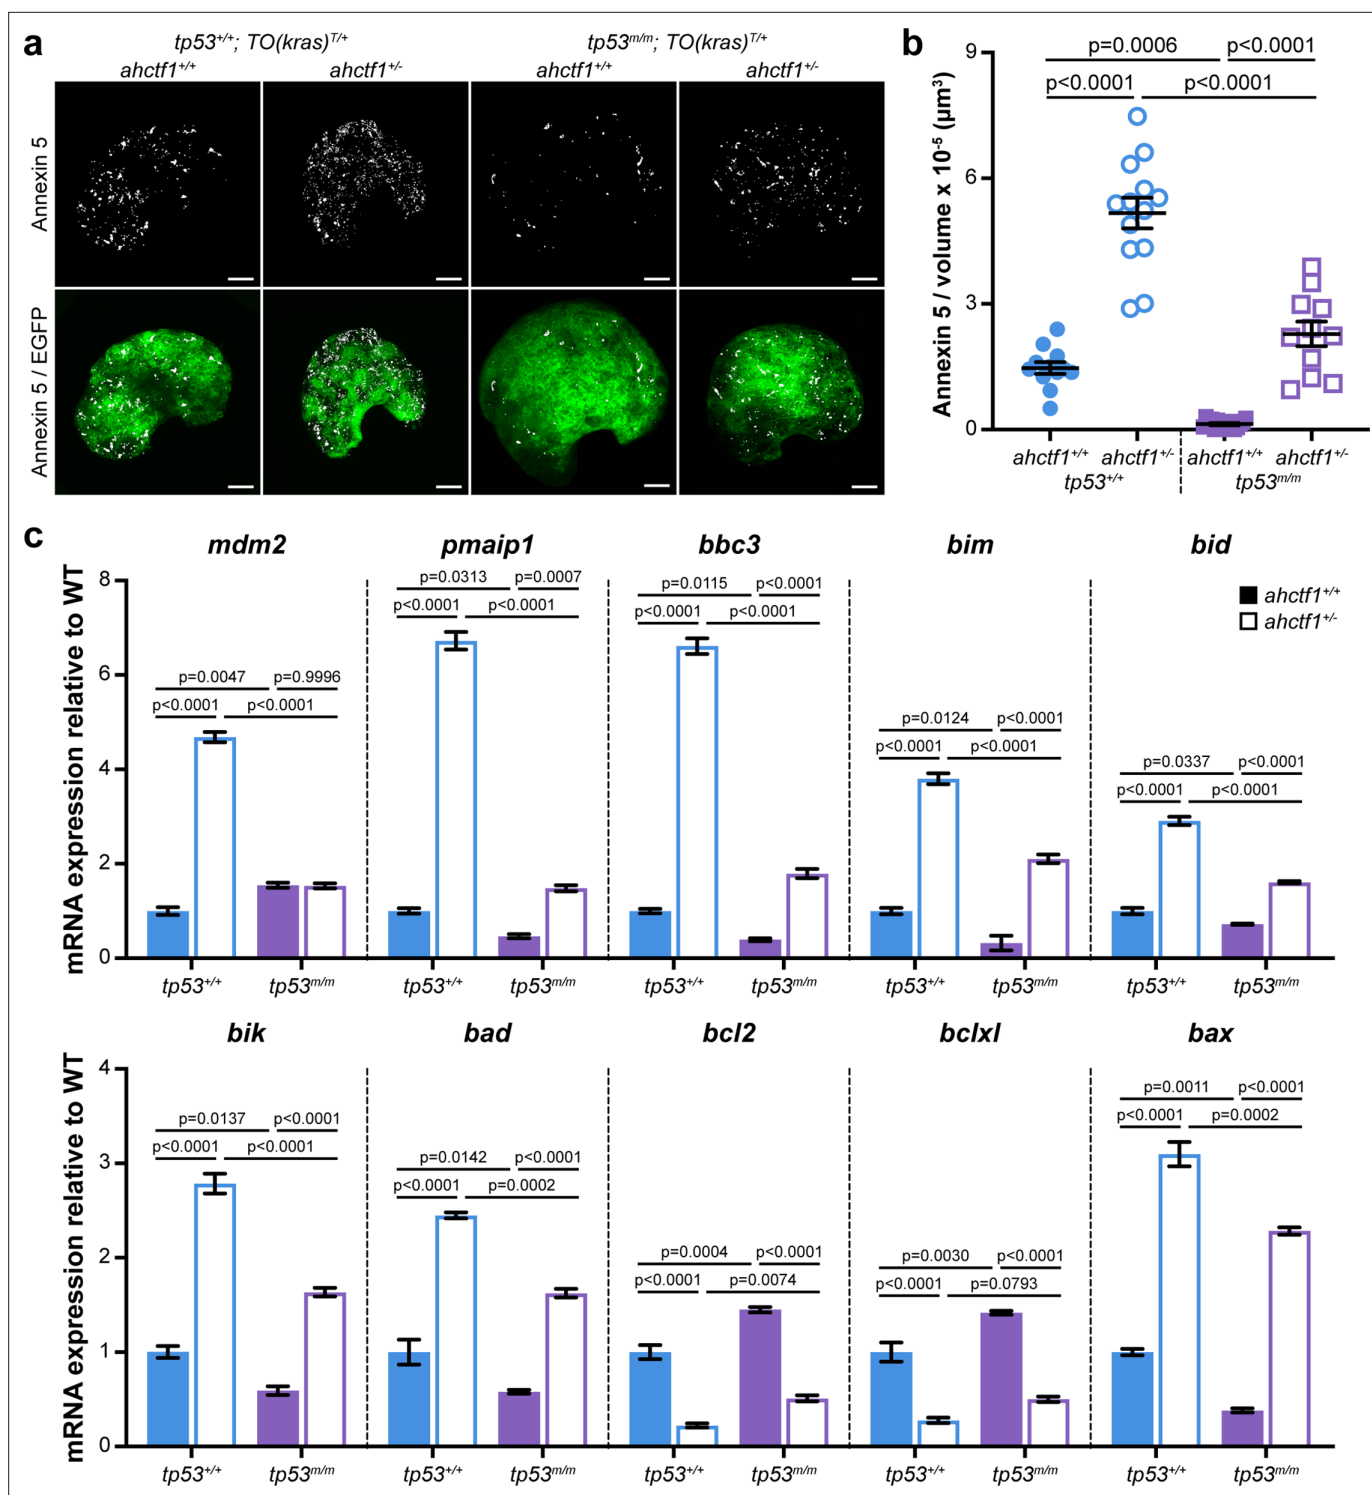 a
tp53+/+; TO(kras)T/+
tp53m/m; TO(kras)T/+
ahctf1+/+
ahctf1+/-
ahctf1+/+
ahctf1+/-
Annexin 5
Annexin 5 / EGFP
b
Annexin 5 / volume x 10-5 (µm3)
9
6
3
0
p=0.0006 p<0.0001
p<0.0001 p<0.0001
ahctf1+/+ ahctf1+/- ahctf1+/+ ahctf1+/-
tp53+/+ tp53m/m
c
mdm2 pmaip1 bbc3 bim bid
mRNA expression relative to WT
8
6
4
2
0
p=0.0047 p=0.9996
p<0.0001 p<0.0001
p=0.0313 p=0.0007
p<0.0001 p<0.0001
p=0.0115 p<0.0001
p<0.0001 p<0.0001
p=0.0124 p<0.0001
p<0.0001 p<0.0001
p=0.0337 p<0.0001
p<0.0001 p<0.0001
ahctf1+/+
ahctf1+/-
tp53+/+ tp53m/m tp53+/+ tp53m/m tp53+/+ tp53m/m tp53+/+ tp53m/m tp53+/+ tp53m/m
bik bad bcl2 bclxl bax
mRNA expression relative to WT
4
3
2
1
0
p=0.0137 p<0.0001
p<0.0001 p<0.0001
p=0.0142 p<0.0001
p<0.0001 p=0.0002
p=0.0004 p<0.0001
p<0.0001 p=0.0074
p=0.0030 p<0.0001
p<0.0001 p=0.0793
p=0.0011 p<0.0001
p<0.0001 p=0.0002
tp53+/+ tp53m/m tp53+/+ tp53m/m tp53+/+ tp53m/m tp53+/+ tp53m/m tp53+/+ tp53m/m